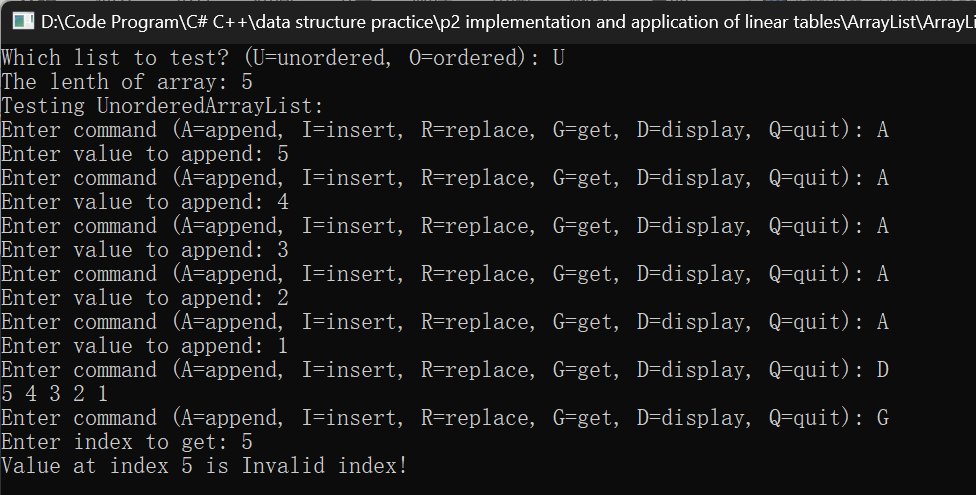 D:\Code Program\C# C++\data structure practice\p2 implementation and application of linear tables\ArrayList\ArrayLi
Which list to test? (U=unordered, O=ordered): U
The lenth of array: 5
Testing UnorderedArrayList:
Enter command (A=append, I=insert, R=replace, G=get, D=display, Q=quit): A
Enter value to append: 5
Enter command (A=append, I=insert, R=replace, G=get, D=display, Q=quit): A
Enter value to append: 4
Enter command (A=append, I=insert, R=replace, G=get, D=display, Q=quit): A
Enter value to append: 3
Enter command (A=append, I=insert, R=replace, G=get, D=display, Q=quit): A
Enter value to append: 2
Enter command (A=append, I=insert, R=replace, G=get, D=display, Q=quit): A
Enter value to append: 1
Enter command (A=append, I=insert, R=replace, G=get, D=display, Q=quit): D
5 4 3 2 1
Enter command (A=append, I=insert, R=replace, G=get, D=display, Q=quit): G
Enter index to get: 5
Value at index 5 is Invalid index!